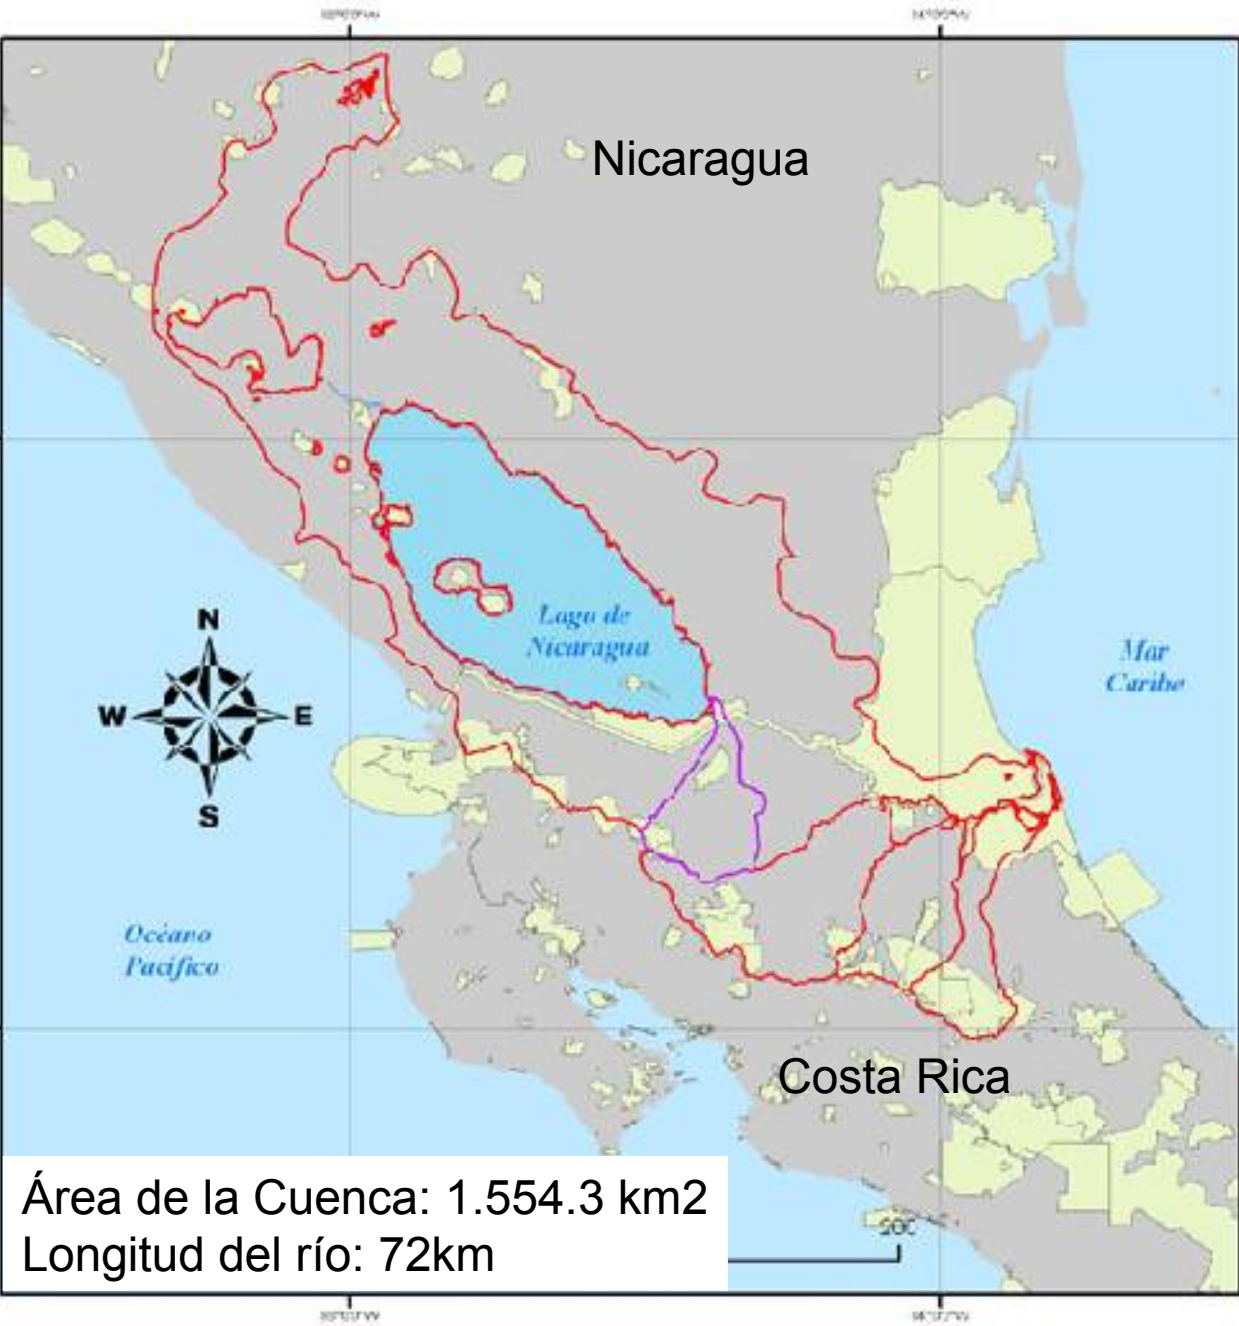 Nicaragua
N
W
E
S
Lago de
Nicaragua
Mar
Caribe
Océano
Pacífico
Costa Rica
Área de la Cuenca: 1.554.3 km2
Longitud del río: 72km